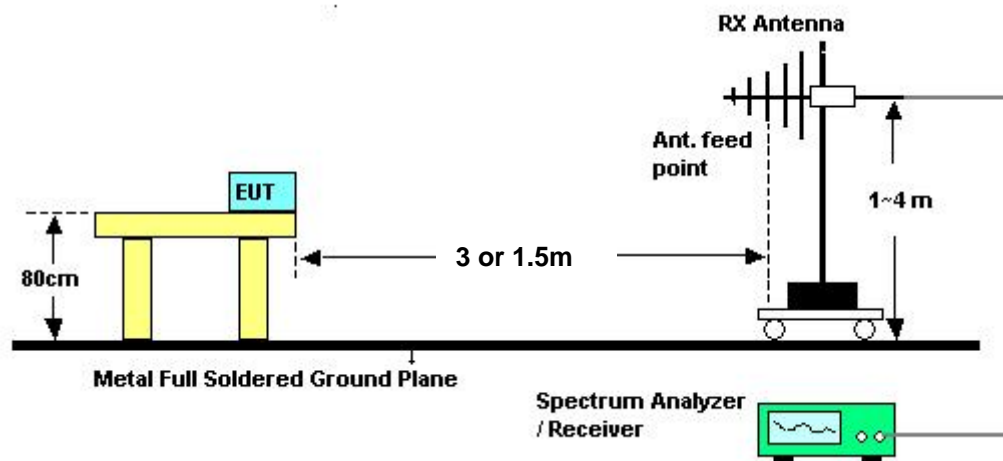 RX Antenna
Ant. feed
point
EUT
1~4 m
3 or 1.5m
80cm
Metal Full Soldered Ground Plane
Spectrum Analyzer
/ Receiver